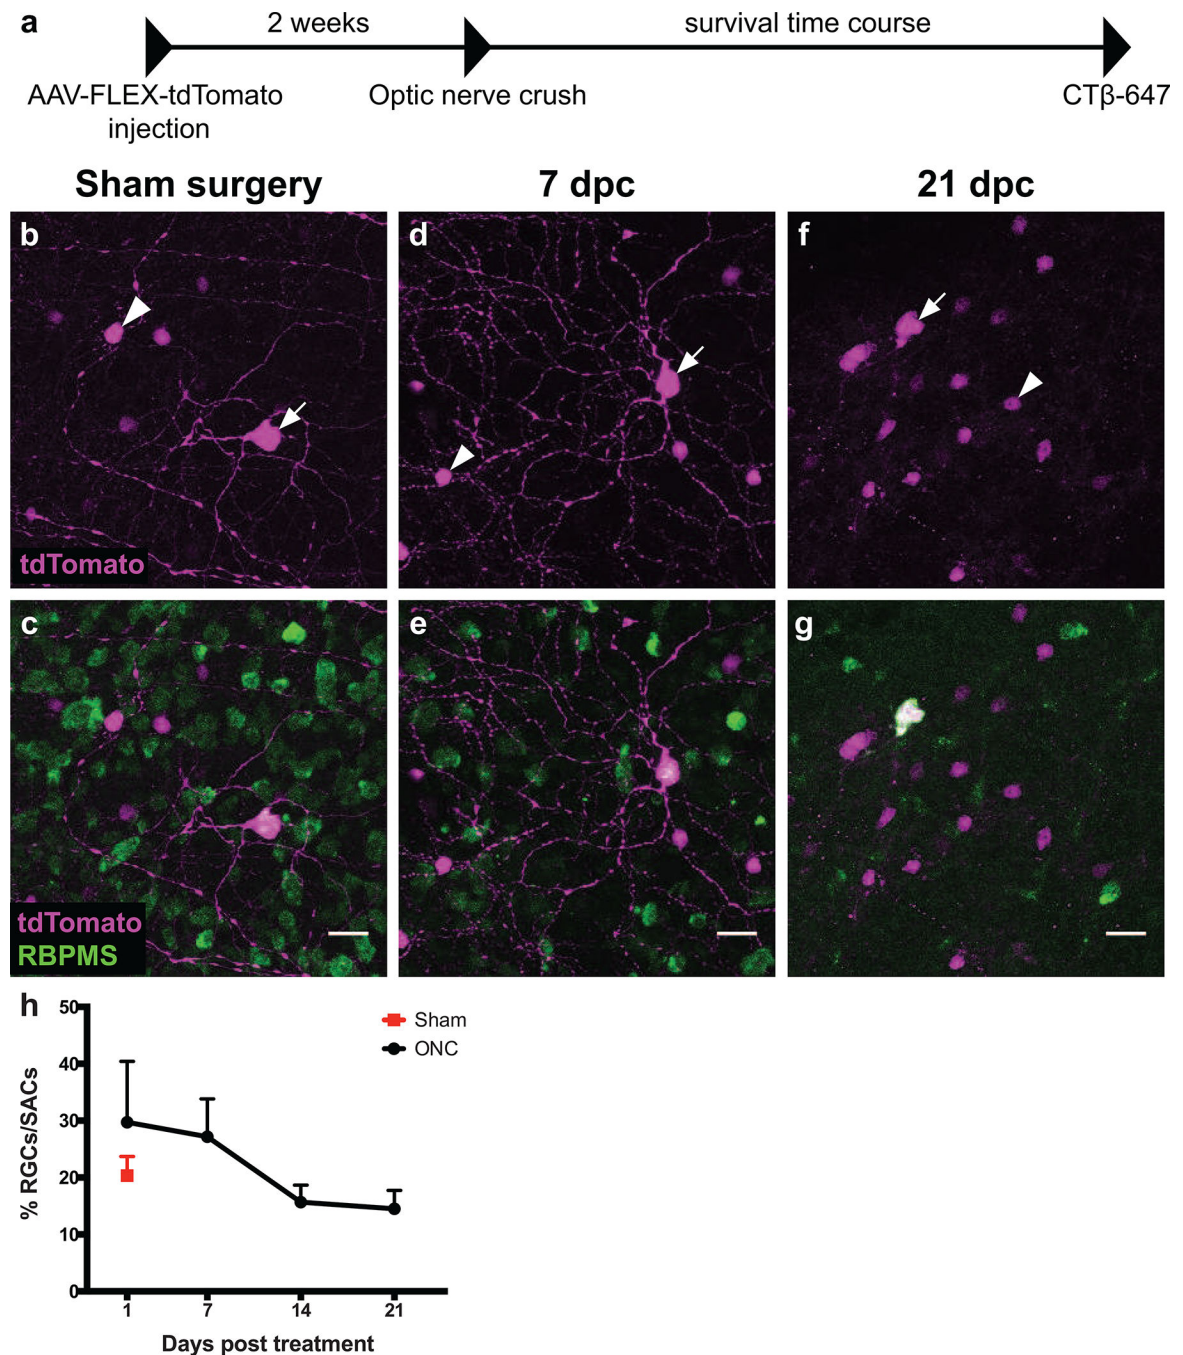 a
2 weeks
survival time course
AAV-FLEX-tdTomato
injection
Optic nerve crush
CTβ-647
Sham surgery
7 dpc
21 dpc
b
d
f
tdTomato
c
e
g
tdTomato
RBPMS
h
50
40
30
20
10
0
% RGCs/SACs
Sham
ONC
1 7 14 21
Days post treatment